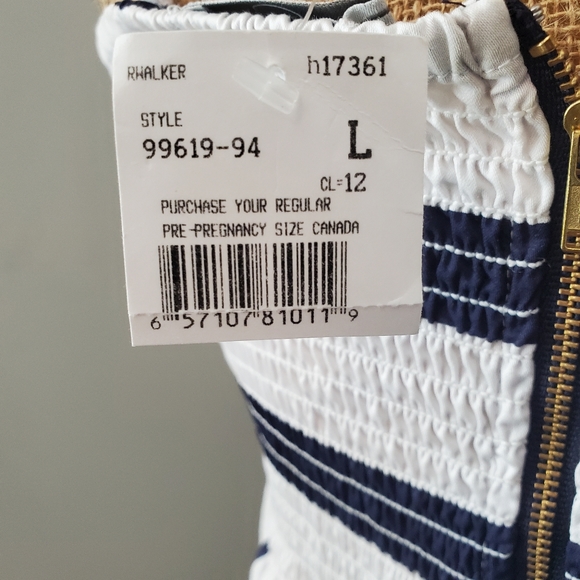 RWALKER h17361
STYLE
99619-94 L
CL=12
PURCHASE YOUR REGULAR
PRE-PREGNANCY SIZE CANADA
6 57107 81011 9